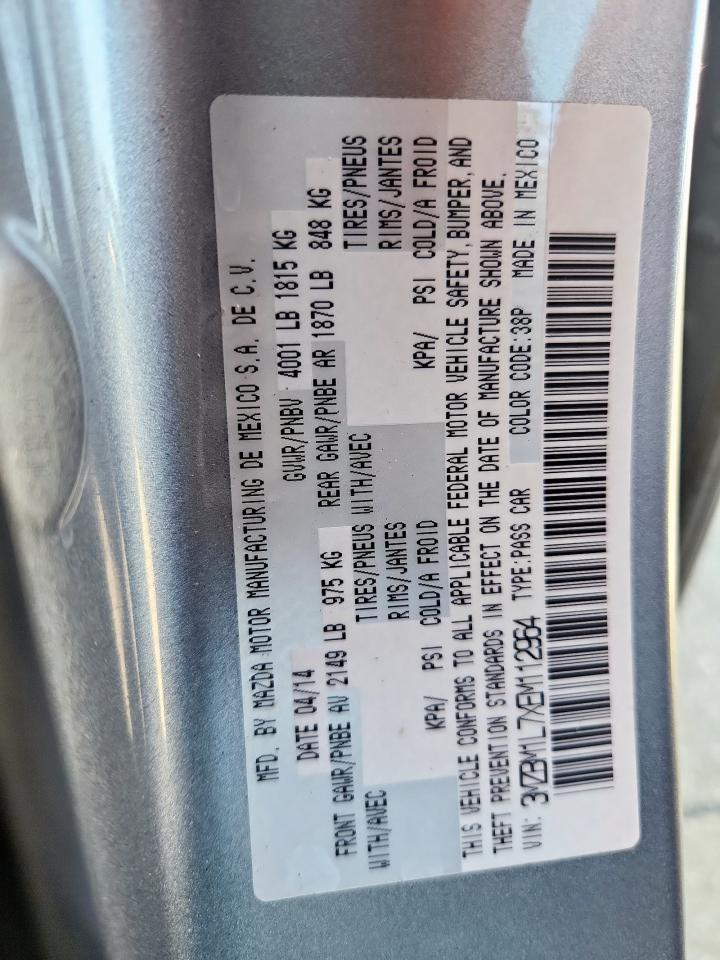 MFD. BY MAZDA MOTOR MANUFACTURING DE MEXICO S.A. DE C.V.
DATE 04/14 GVWR/PNBV 4001 LB 1815 KG
FRONT GAWR/PNBE AV 2149 LB 975 KG REAR GAWR/PNBE AR 1870 LB 848 KG
WITH/AVEC TIRES/PNEUS WITH/AVEC TIRES/PNEUS
RIMS/JANTES RIMS/JANTES
KPA/ PSI COLD/A FROID KPA/ PSI COLD/A FROID
THIS VEHICLE CONFORMS TO ALL APPLICABLE FEDERAL MOTOR VEHICLE SAFETY, BUMPER, AND
THEFT PREVENTION STANDARDS IN EFFECT ON THE DATE OF MANUFACTURE SHOWN ABOVE.
VIN: 3MZBM1L7XEM112964 TYPE:PASS CAR COLOR CODE:38P MADE IN MEXICO